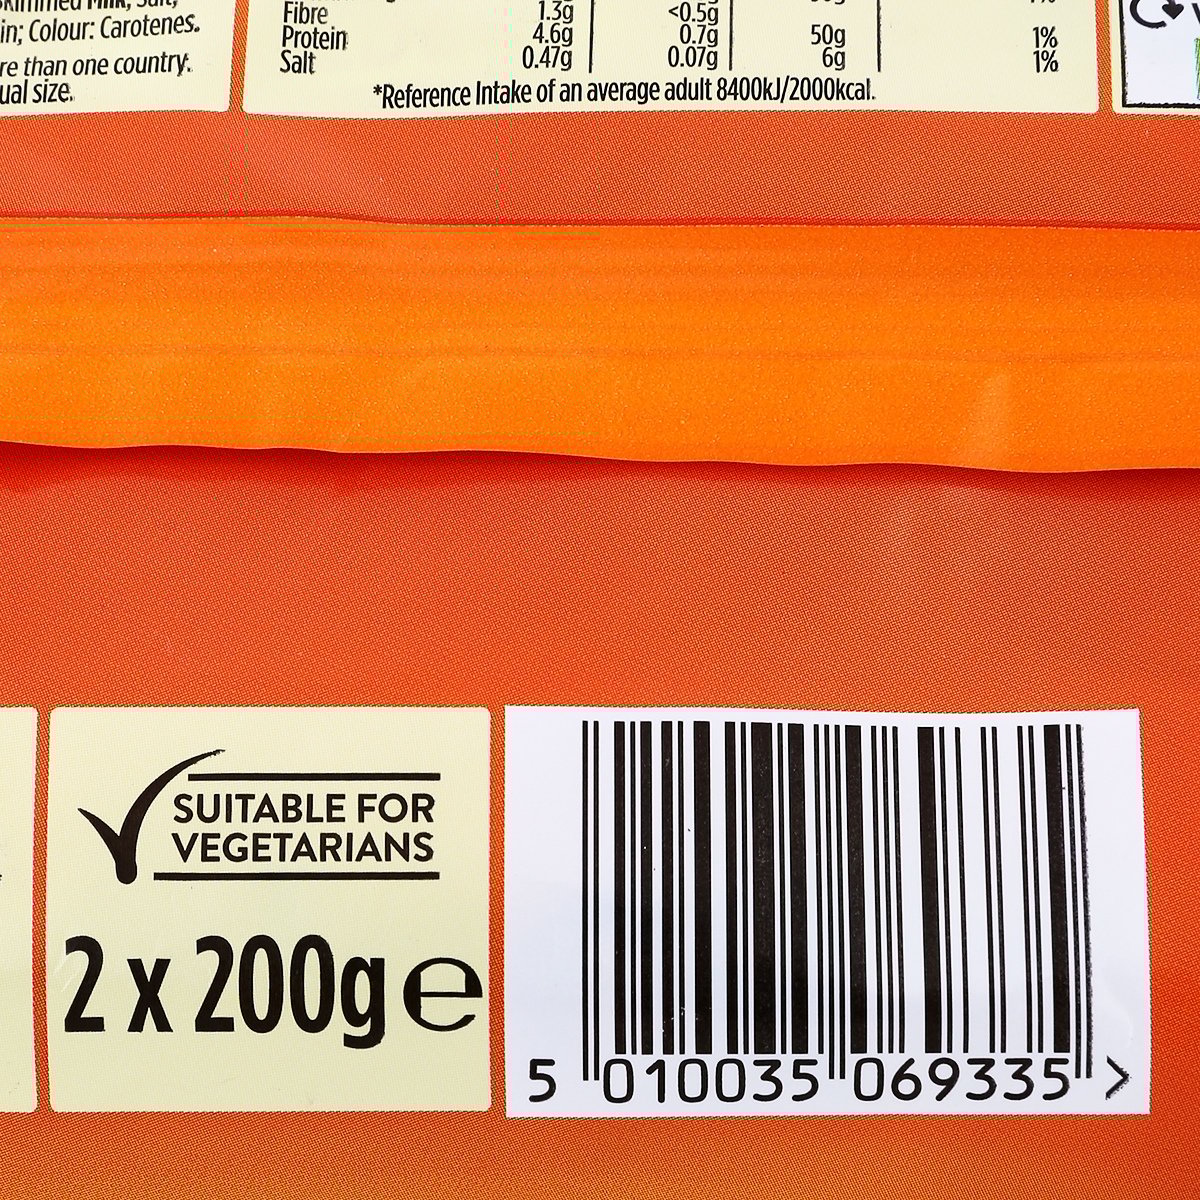 Skimmed Milk, Salt,
in; Colour: Carotenes.
re than one country.
ual size.
Fibre 1.3g <0.5g
Protein 4.6g 0.7g 50g 1%
Salt 0.47g 0.07g 6g 1%
*Reference Intake of an average adult 8400kJ/2000kcal.
SUITABLE FOR
VEGETARIANS
2 x 200g e
5 010035 069335 >